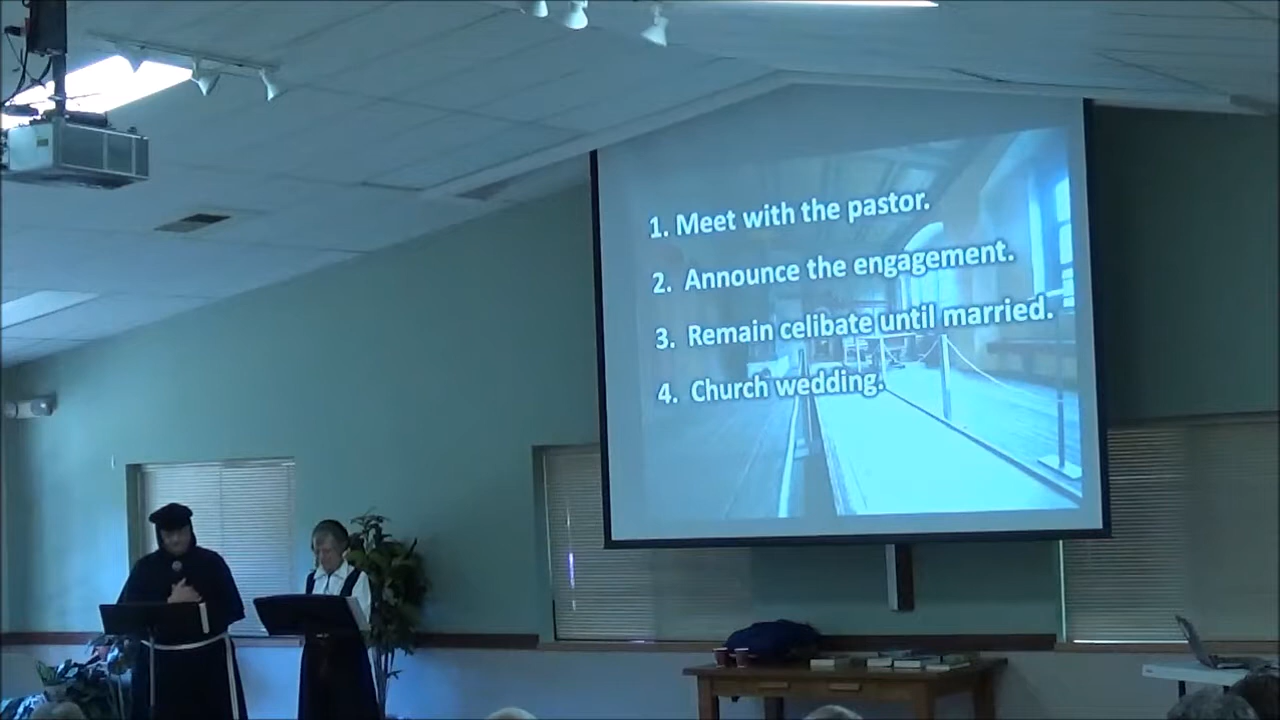 1. Meet with the pastor.
2. Announce the engagement.
3. Remain celibate until married.
4. Church wedding.